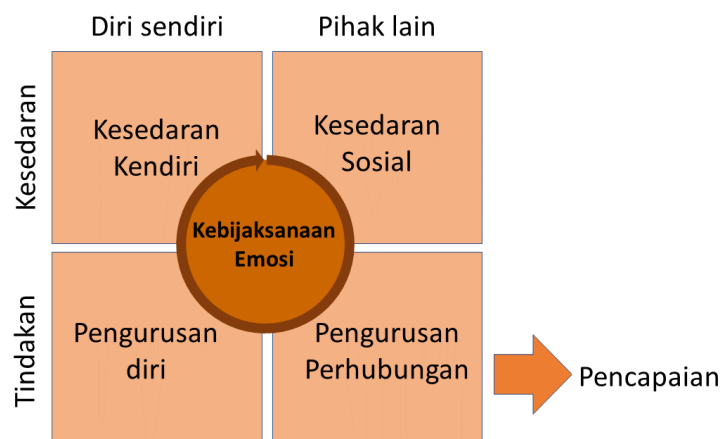 Diri sendiri
Pihak lain
Kesedaran
Kesedaran
Kendiri
Kesedaran
Sosial
Kebijaksanaan
Emosi
Tindakan
Pengurusan
diri
Pengurusan
Perhubungan
Pencapaian